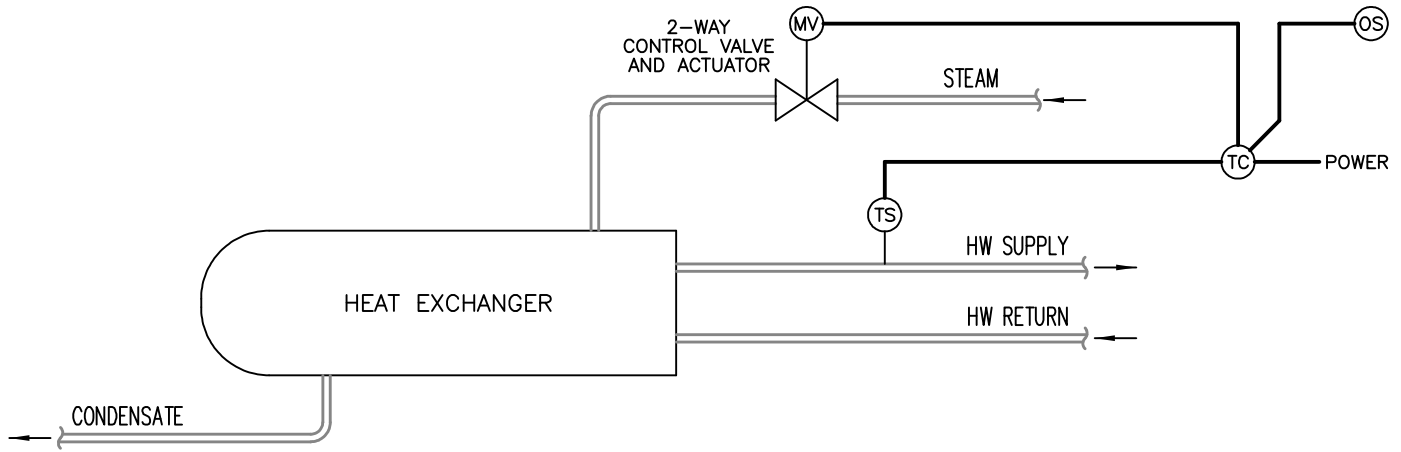 2-WAY
CONTROL VALVE
AND ACTUATOR
MV
OS
STEAM
TC
POWER
TS
HW SUPPLY
HEAT EXCHANGER
HW RETURN
CONDENSATE